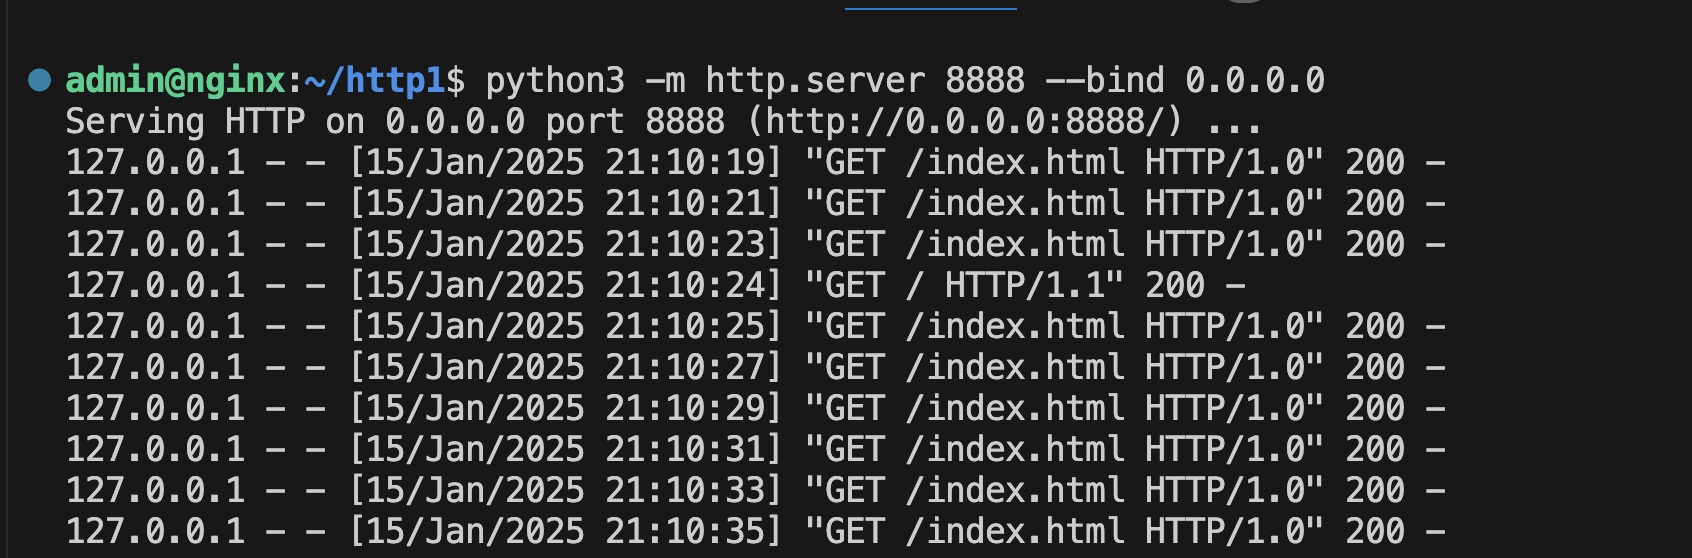 admin@nginx:~/http1$ python3 -m http.server 8888 --bind 0.0.0.0
Serving HTTP on 0.0.0.0 port 8888 (http://0.0.0.0:8888/) ...
127.0.0.1 - - [15/Jan/2025 21:10:19] "GET /index.html HTTP/1.0" 200 -
127.0.0.1 - - [15/Jan/2025 21:10:21] "GET /index.html HTTP/1.0" 200 -
127.0.0.1 - - [15/Jan/2025 21:10:23] "GET /index.html HTTP/1.0" 200 -
127.0.0.1 - - [15/Jan/2025 21:10:24] "GET / HTTP/1.1" 200 -
127.0.0.1 - - [15/Jan/2025 21:10:25] "GET /index.html HTTP/1.0" 200 -
127.0.0.1 - - [15/Jan/2025 21:10:27] "GET /index.html HTTP/1.0" 200 -
127.0.0.1 - - [15/Jan/2025 21:10:29] "GET /index.html HTTP/1.0" 200 -
127.0.0.1 - - [15/Jan/2025 21:10:31] "GET /index.html HTTP/1.0" 200 -
127.0.0.1 - - [15/Jan/2025 21:10:33] "GET /index.html HTTP/1.0" 200 -
127.0.0.1 - - [15/Jan/2025 21:10:35] "GET /index.html HTTP/1.0" 200 -